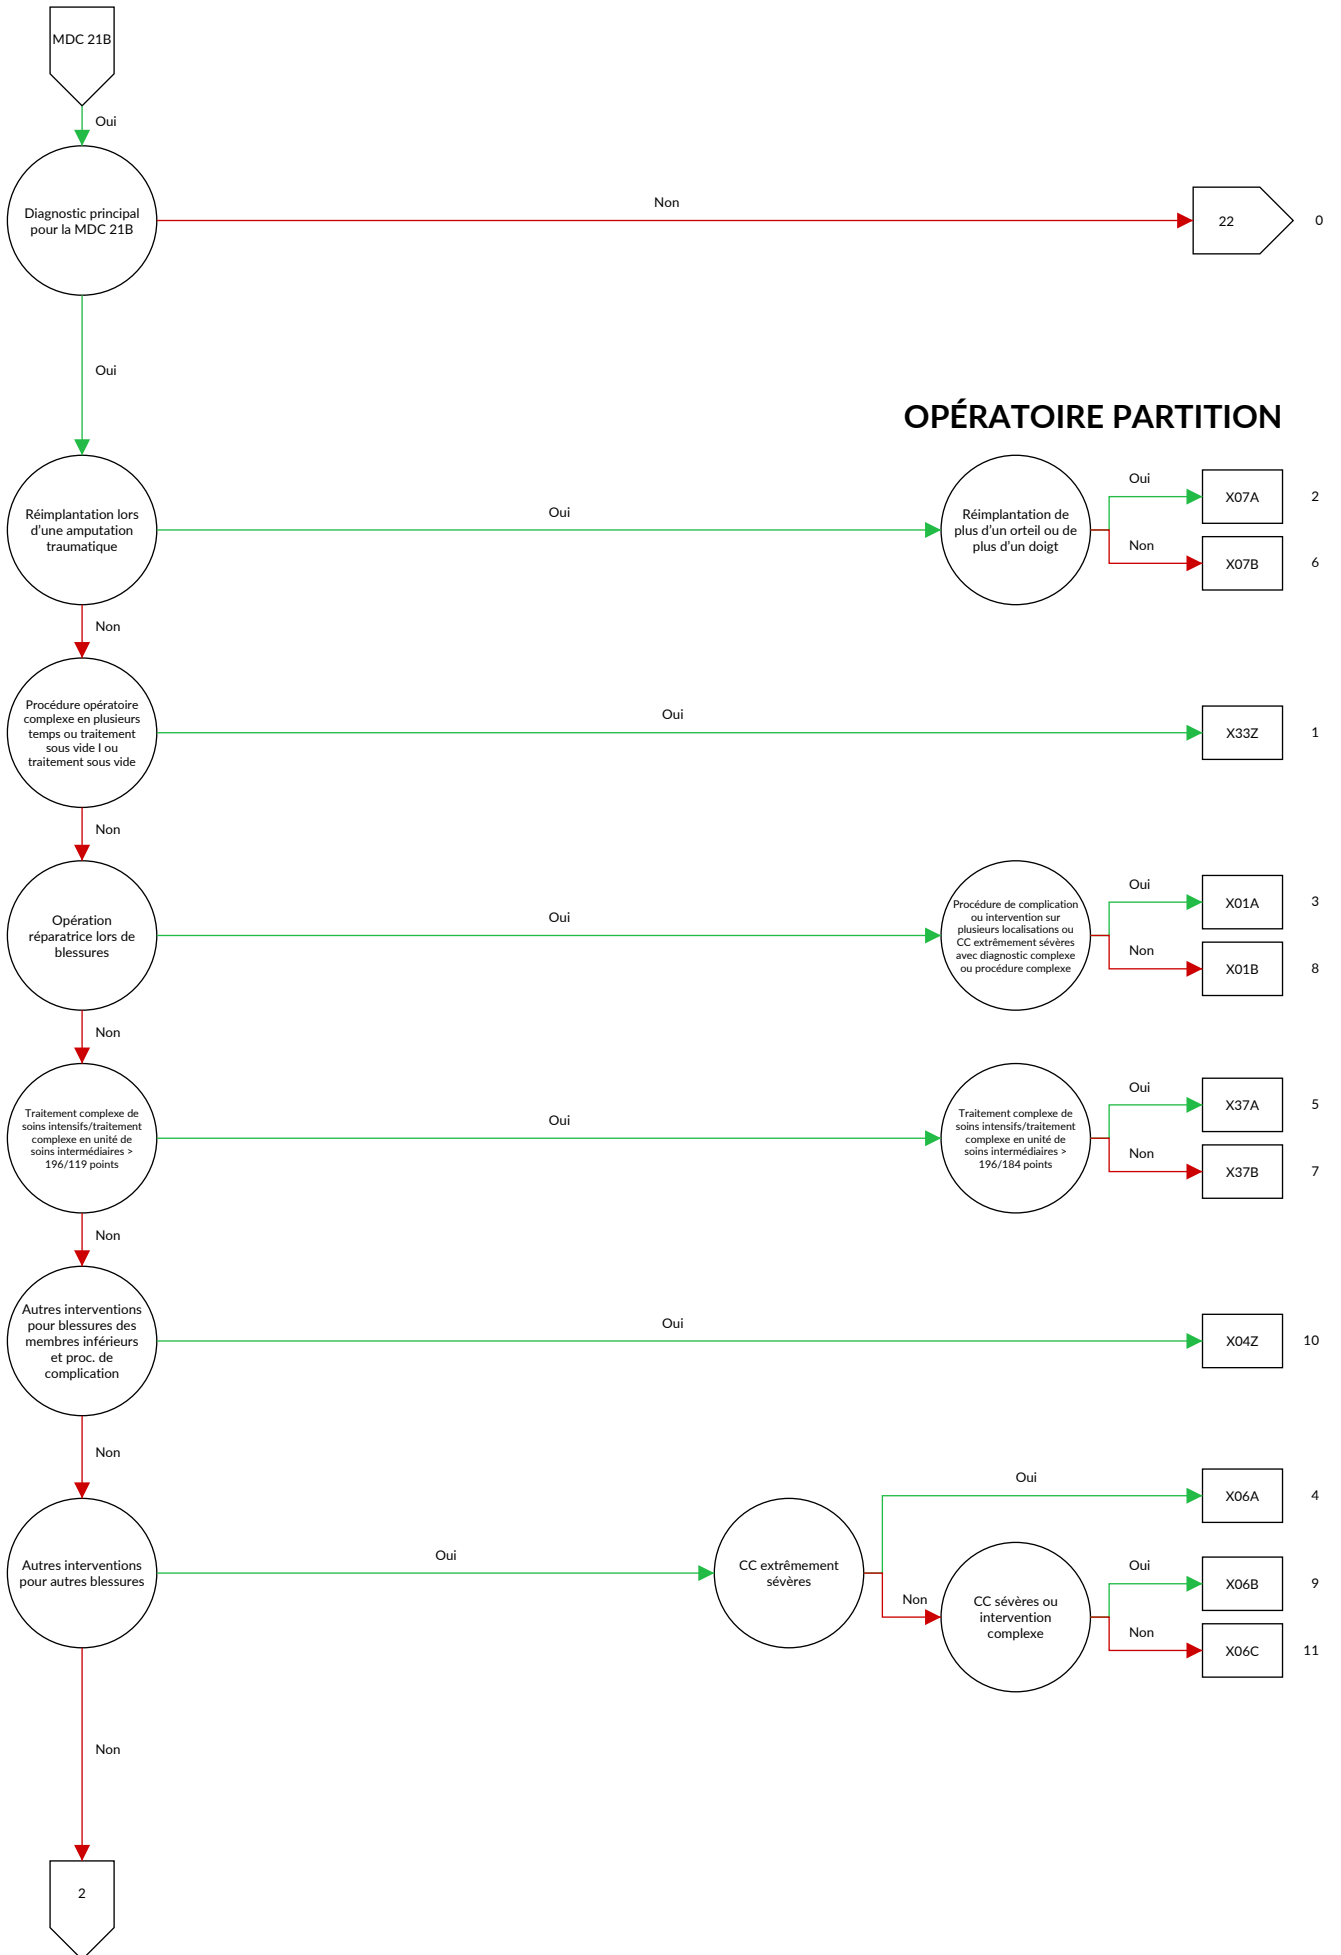 MDC 21B
Oui
Diagnostic principal
pour la MDC 21B
Non
22
0
Oui
OPÉRATOIRE PARTITION
Réimplantation lors
d'une amputation
traumatique
Oui
Réimplantation de
plus d'un orteil ou de
plus d'un doigt
Oui
X07A
2
Non
X07B
6
Non
Procédure opératoire
complexe en plusieurs
temps ou traitement
sous vide I ou
traitement sous vide
Oui
X33Z
1
Non
Opération
réparatrice lors de
blessures
Oui
Procédure de complication
ou intervention sur
plusieurs localisations ou
CC extrêmement sévères
avec diagnostic complexe
ou procédure complexe
Oui
X01A
3
Non
X01B
8
Non
Traitement complexe de
soins intensifs/traitement
complexe en unité de
soins intermédiaires >
196/119 points
Oui
Traitement complexe de
soins intensifs/traitement
complexe en unité de
soins intermédiaires >
196/184 points
Oui
X37A
5
Non
X37B
7
Non
Autres interventions
pour blessures des
membres inférieurs
et proc. de
complication
Oui
X04Z
10
Non
Autres interventions
pour autres blessures
Oui
CC extrêmement
sévères
Oui
X06A
4
Non
CC sévères ou
intervention
complexe
Oui
X06B
9
Non
X06C
11
Non
2